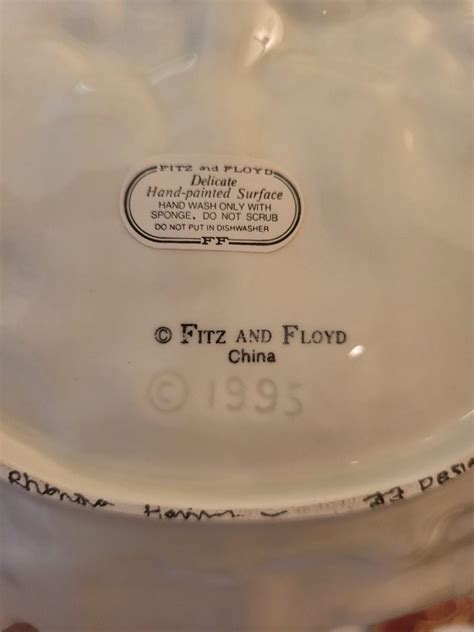 FITZ and FLOYD
Delicate
Hand-painted Surface
HAND WASH ONLY WITH
SPONGE. DO NOT SCRUB
DO NOT PUT IN DISHWASHER
FF
© FITZ AND FLOYD
China
© 1995